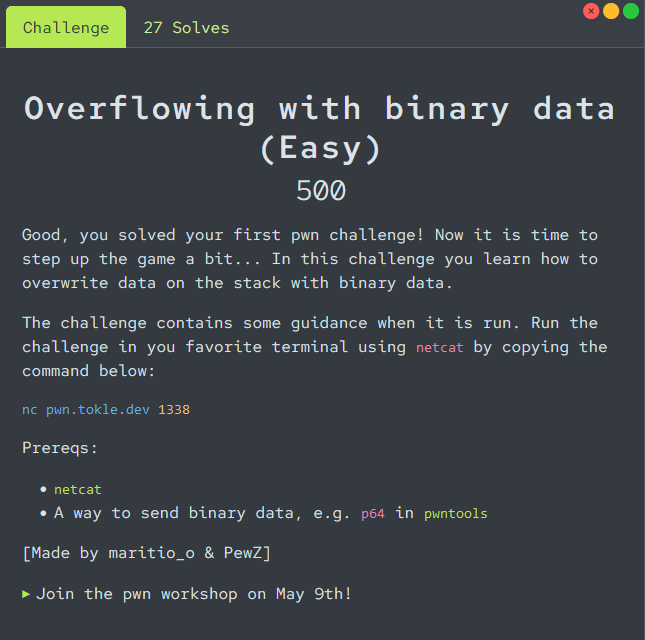 Challenge
27 Solves
Overflowing with binary data
(Easy)
500
Good, you solved your first pwn challenge! Now it is time to
step up the game a bit... In this challenge you learn how to
overwrite data on the stack with binary data.
The challenge contains some guidance when it is run. Run the
challenge in you favorite terminal using netcat by copying the
command below:
nc pwn.tokle.dev 1338
Prereqs:
• netcat
• A way to send binary data, e.g. p64 in pwntools
[Made by maritio_o & PewZ]
▸ Join the pwn workshop on May 9th!